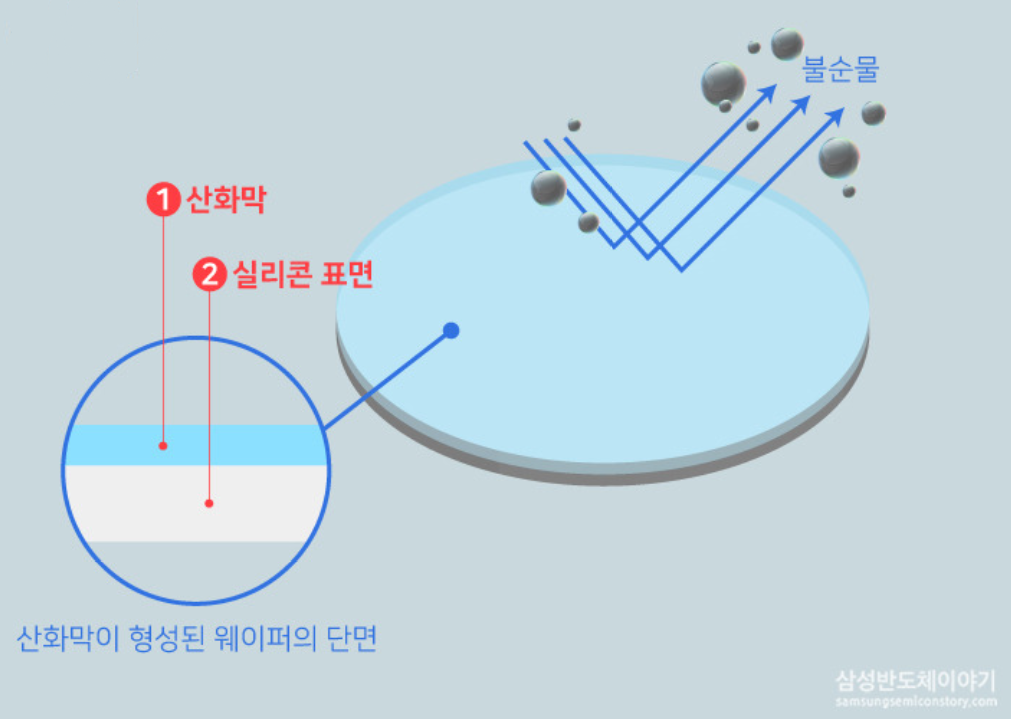 불순물
1 산화막
2 실리콘 표면
산화막이 형성된 웨이퍼의 단면
삼성반도체이야기
samsungsemiconstory.com